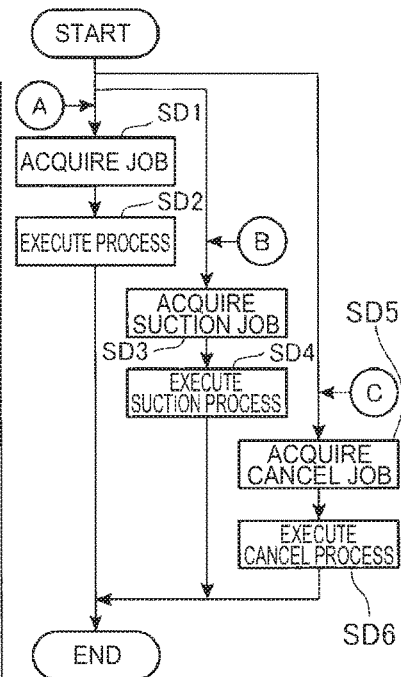 START
A
SD1
ACQUIRE JOB
SD2
EXECUTE PROCESS
B
ACQUIRE
SUCTION JOB
SD3
SD4
EXECUTE
SUCTION PROCESS
SD5
C
ACQUIRE
CANCEL JOB
EXECUTE
CANCEL PROCESS
SD6
END